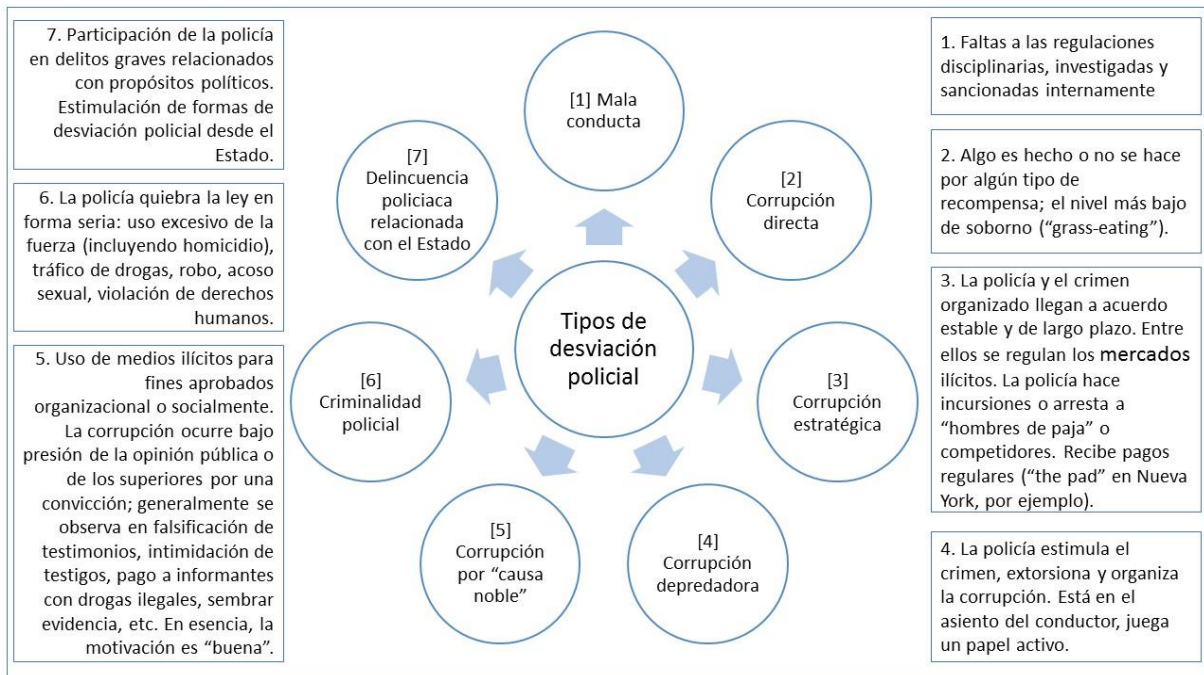 7. Participación de la policía
en delitos graves relacionados
con propósitos políticos.
Estimulación de formas de
desviación policial desde el
Estado.
6. La policía quiebra la ley en
forma seria: uso excesivo de la
fuerza (incluyendo homicidio),
tráfico de drogas, robo, acoso
sexual, violación de derechos
humanos.
5. Uso de medios ilícitos para
fines aprobados
organizacional o socialmente.
La corrupción ocurre bajo
presión de la opinión pública o
de los superiores por una
convicción; generalmente se
observa en falsificación de
testimonios, intimidación de
testigos, pago a informantes
con drogas ilegales, sembrar
evidencia, etc. En esencia, la
motivación es “buena”.
[1] Mala
conducta
[2]
Corrupción
directa
[3]
Corrupción
estratégica
[4]
Corrupción
depredadora
[5]
Corrupción
por “causa
noble”
[6]
Criminalidad
policial
[7]
Delincuencia
policiaca
relacionada
con el Estado
Tipos de
desviación
policial
1. Faltas a las regulaciones
disciplinarias, investigadas y
sancionadas internamente
2. Algo es hecho o no se hace
por algún tipo de
recompensa; el nivel más bajo
de soborno (“grass-eating”).
3. La policía y el crimen
organizado llegan a acuerdo
estable y de largo plazo. Entre
ellos se regulan los mercados
ilícitos. La policía hace
incursiones o arresta a
“hombres de paja” o
competidores. Recibe pagos
regulares (“the pad” en Nueva
York, por ejemplo).
4. La policía estimula el
crimen, extorsiona y organiza
la corrupción. Está en el
asiento del conductor, juega
un papel activo.